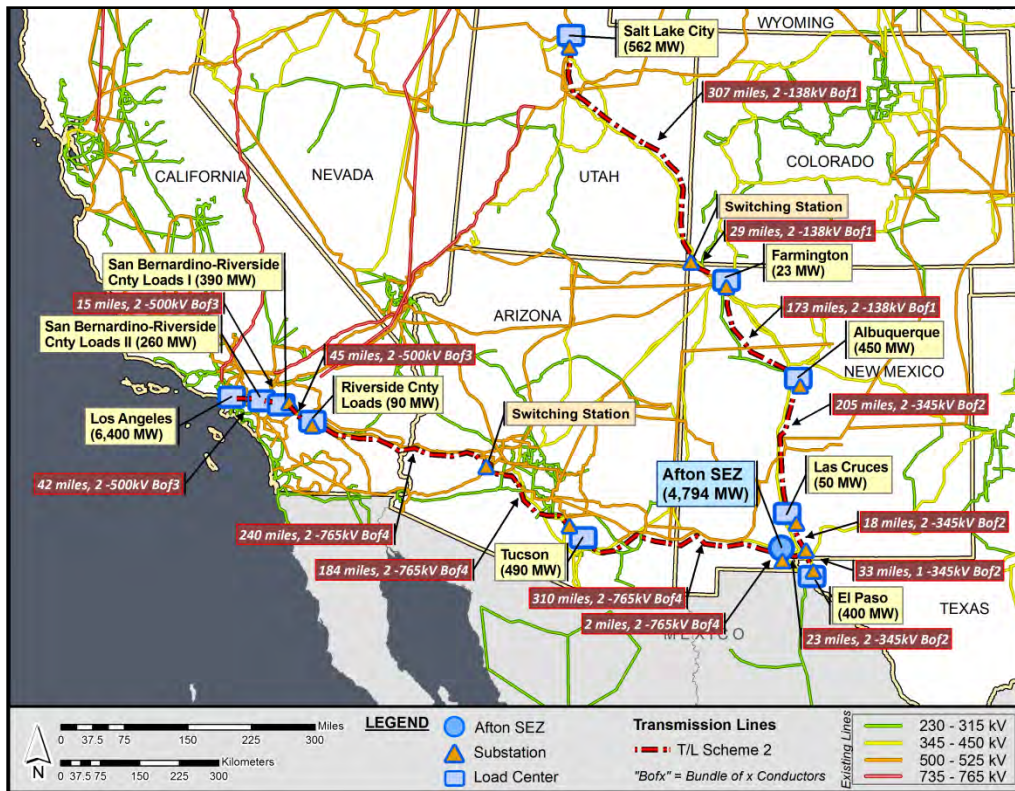 WYOMING
Salt Lake City
(562 MW)
307 miles, 2 -138kV Bof1
COLORADO
NEVADA
CALIFORNIA
UTAH
Switching Station
29 miles, 2 -138kV Bof1
San Bernardino-Riverside
Cnty Loads I (390 MW)
Farmington
(23 MW)
15 miles, 2 -500kV Bof3
173 miles, 2 -138kV Bof1
ARIZONA
San Bernardino-Riverside
Cnty Loads II (260 MW)
45 miles, 2 -500kV Bof3
Albuquerque
(450 MW)
NEW MEXICO
Riverside Cnty
Loads (90 MW)
205 miles, 2 -345kV Bof2
Los Angeles
(6,400 MW)
Switching Station
Afton SEZ
(4,794 MW)
Las Cruces
(50 MW)
42 miles, 2 -500kV Bof3
18 miles, 2 -345kV Bof2
240 miles, 2 -765kV Bof4
Tucson
(490 MW)
184 miles, 2 -765kV Bof4
33 miles, 1 -345kV Bof2
310 miles, 2 -765kV Bof4
El Paso
(400 MW)
TEXAS
2 miles, 2 -765kV Bof4
MEXICO
23 miles, 2 -345kV Bof2
N
Miles
0 37.5 75 150 225 300
Kilometers
0 37.5 75 150 225 300
LEGEND
Afton SEZ
Substation
Load Center
Transmission Lines
T/L Scheme 2
"Bofx" = Bundle of x Conductors
Existing Lines
230 - 315 kV
345 - 450 kV
500 - 525 kV
735 - 765 kV